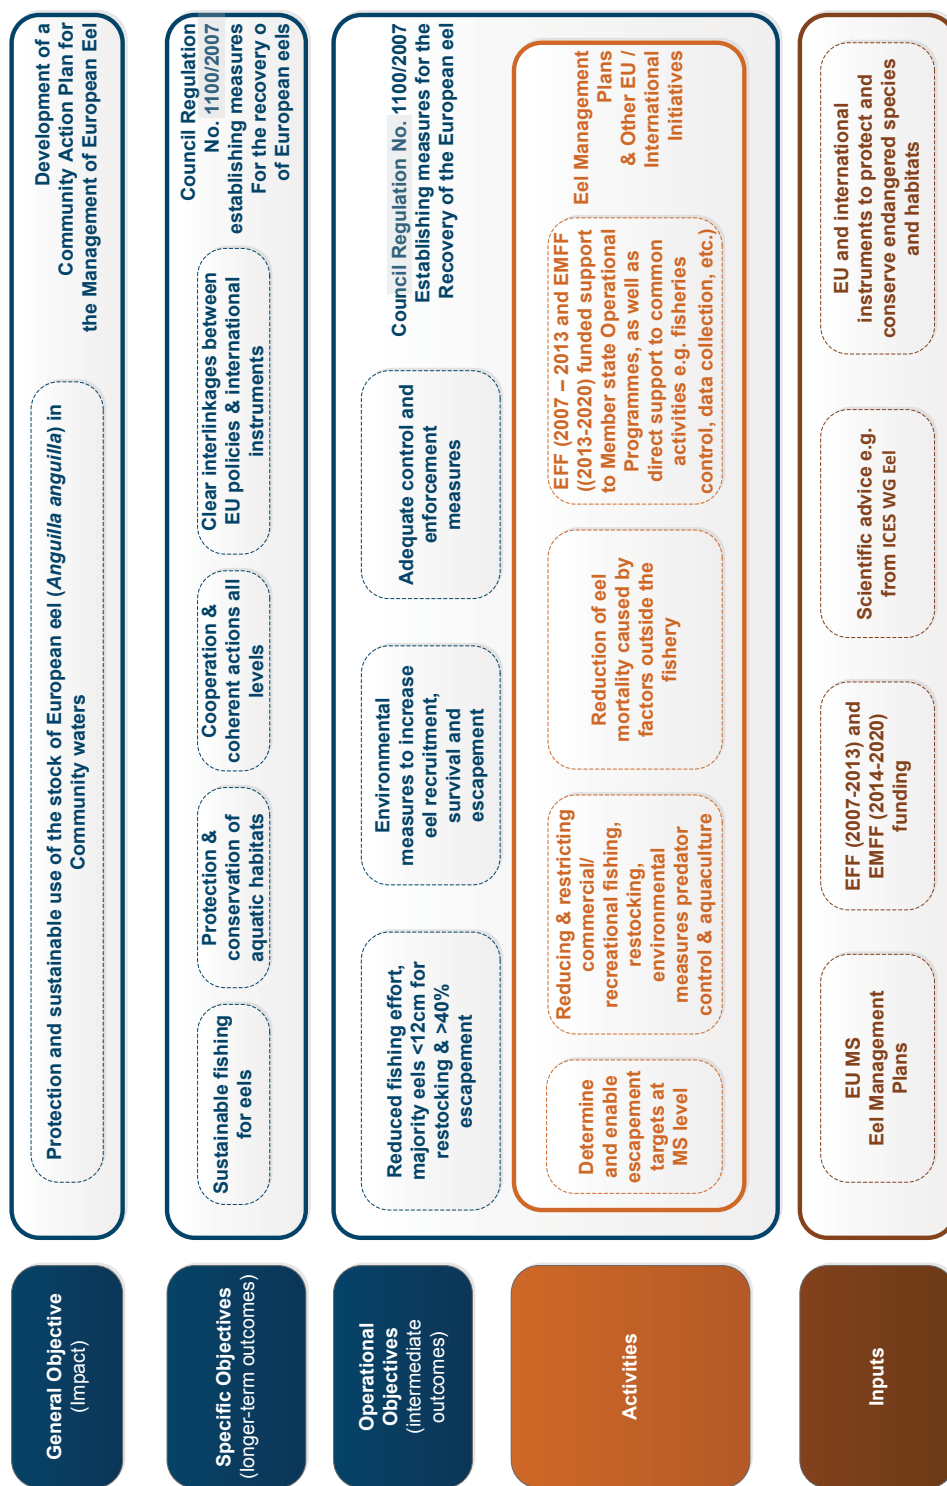 General Objective
(Impact)
Protection and sustainable use of the stock of European eel (Anguilla anguilla) in
Community waters
Development of a
Community Action Plan for
the Management of European Eel
Specific Objectives
(longer-term outcomes)
Sustainable fishing
for eels
Protection &
conservation of
aquatic habitats
Cooperation &
coherent actions all
levels
Clear interlinkages between
EU policies & international
instruments
Council Regulation
No. 1100/2007
establishing measures
For the recovery o
of European eels
Operational
Objectives
(intermediate
outcomes)
Reduced fishing effort,
majority eels <12cm for
restocking & >40%
escapement
Environmental
measures to increase
eel recruitment,
survival and
escapement
Adequate control and
enforcement
measures
Council Regulation No. 1100/2007
Establishing measures for the
Recovery of the European eel
Activities
Determine
and enable
escapement
targets at
MS level
Reducing & restricting
commercial/
recreational fishing,
restocking,
environmental
measures predator
control & aquaculture
Reduction of eel
mortality caused by
factors outside the
fishery
EFF (2007 – 2013 and EMFF
((2013-2020) funded support
to Member state Operational
Programmes, as well as
direct support to common
activities e.g. fisheries
control, data collection, etc.)
Eel Management
Plans
& Other EU /
International
Initiatives
Inputs
EU MS
Eel Management
Plans
EFF (2007-2013) and
EMFF (2014-2020)
funding
Scientific advice e.g.
from ICES WG Eel
EU and international
instruments to protect and
conserve endangered species
and habitats